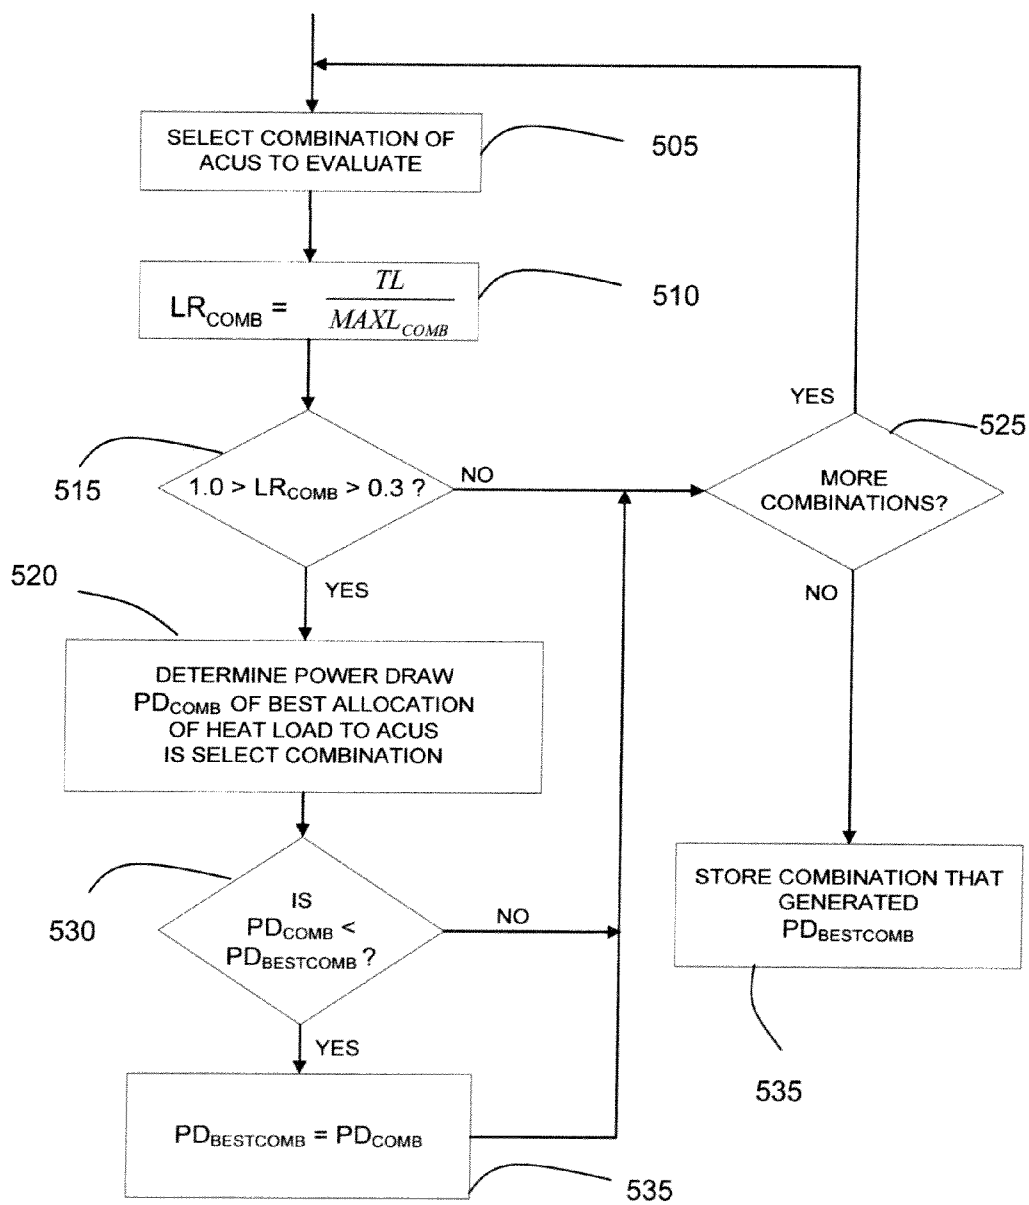 SELECT COMBINATION OF
ACUS TO EVALUATE
505
LR_COMB = TL / MAXL_COMB
510
1.0 > LR_COMB > 0.3 ?
515
NO
YES
MORE
COMBINATIONS?
525
YES
NO
520
DETERMINE POWER DRAW
PD_COMB OF BEST ALLOCATION
OF HEAT LOAD TO ACUS
IS SELECT COMBINATION
IS
PD_COMB <
PD_BESTCOMB ?
530
NO
YES
STORE COMBINATION THAT
GENERATED
PD_BESTCOMB
535
PD_BESTCOMB = PD_COMB
535